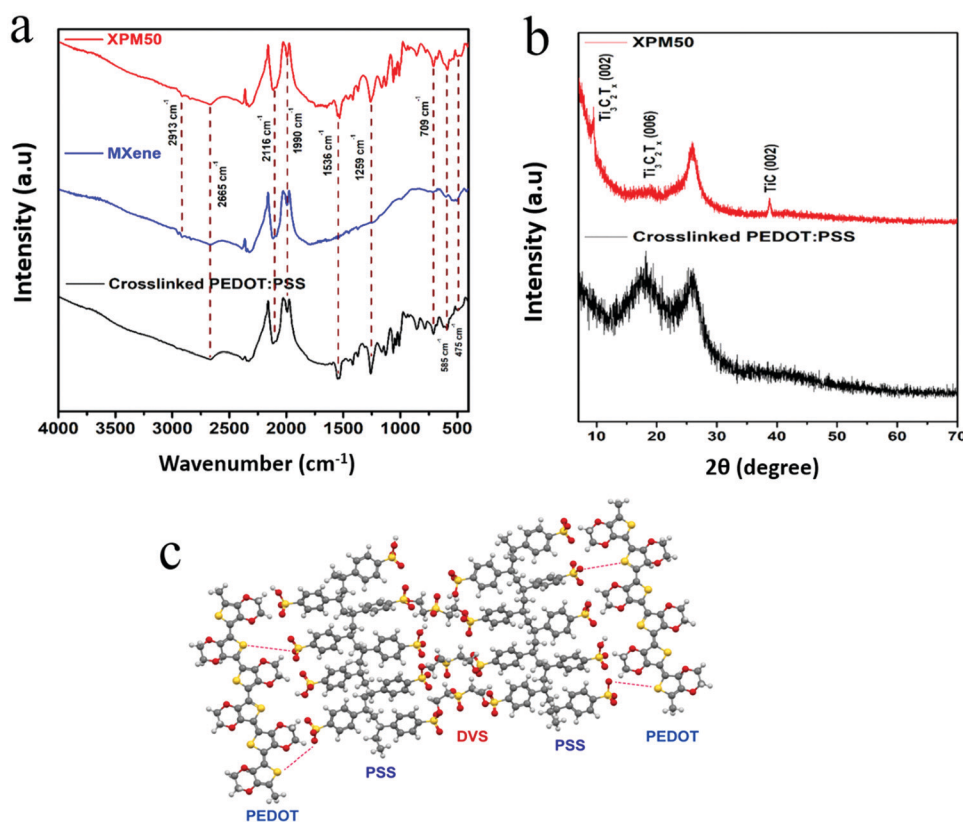 a
XPM50
2913 cm-1
2665 cm-1
2116 cm-1
1990 cm-1
1536 cm-1
1259 cm-1
709 cm-1
MXene
Crosslinked PEDOT:PSS
585 cm-1
475 cm-1
Intensity (a.u)
4000 3500 3000 2500 2000 1500 1000 500
Wavenumber (cm-1)
b
XPM50
Ti3C2Tx (002)
Ti3C2Tx (006)
TiC (002)
Crosslinked PEDOT:PSS
Intensity (a.u)
10 20 30 40 50 60 70
2θ (degree)
c
PEDOT
PSS
DVS
PSS
PEDOT